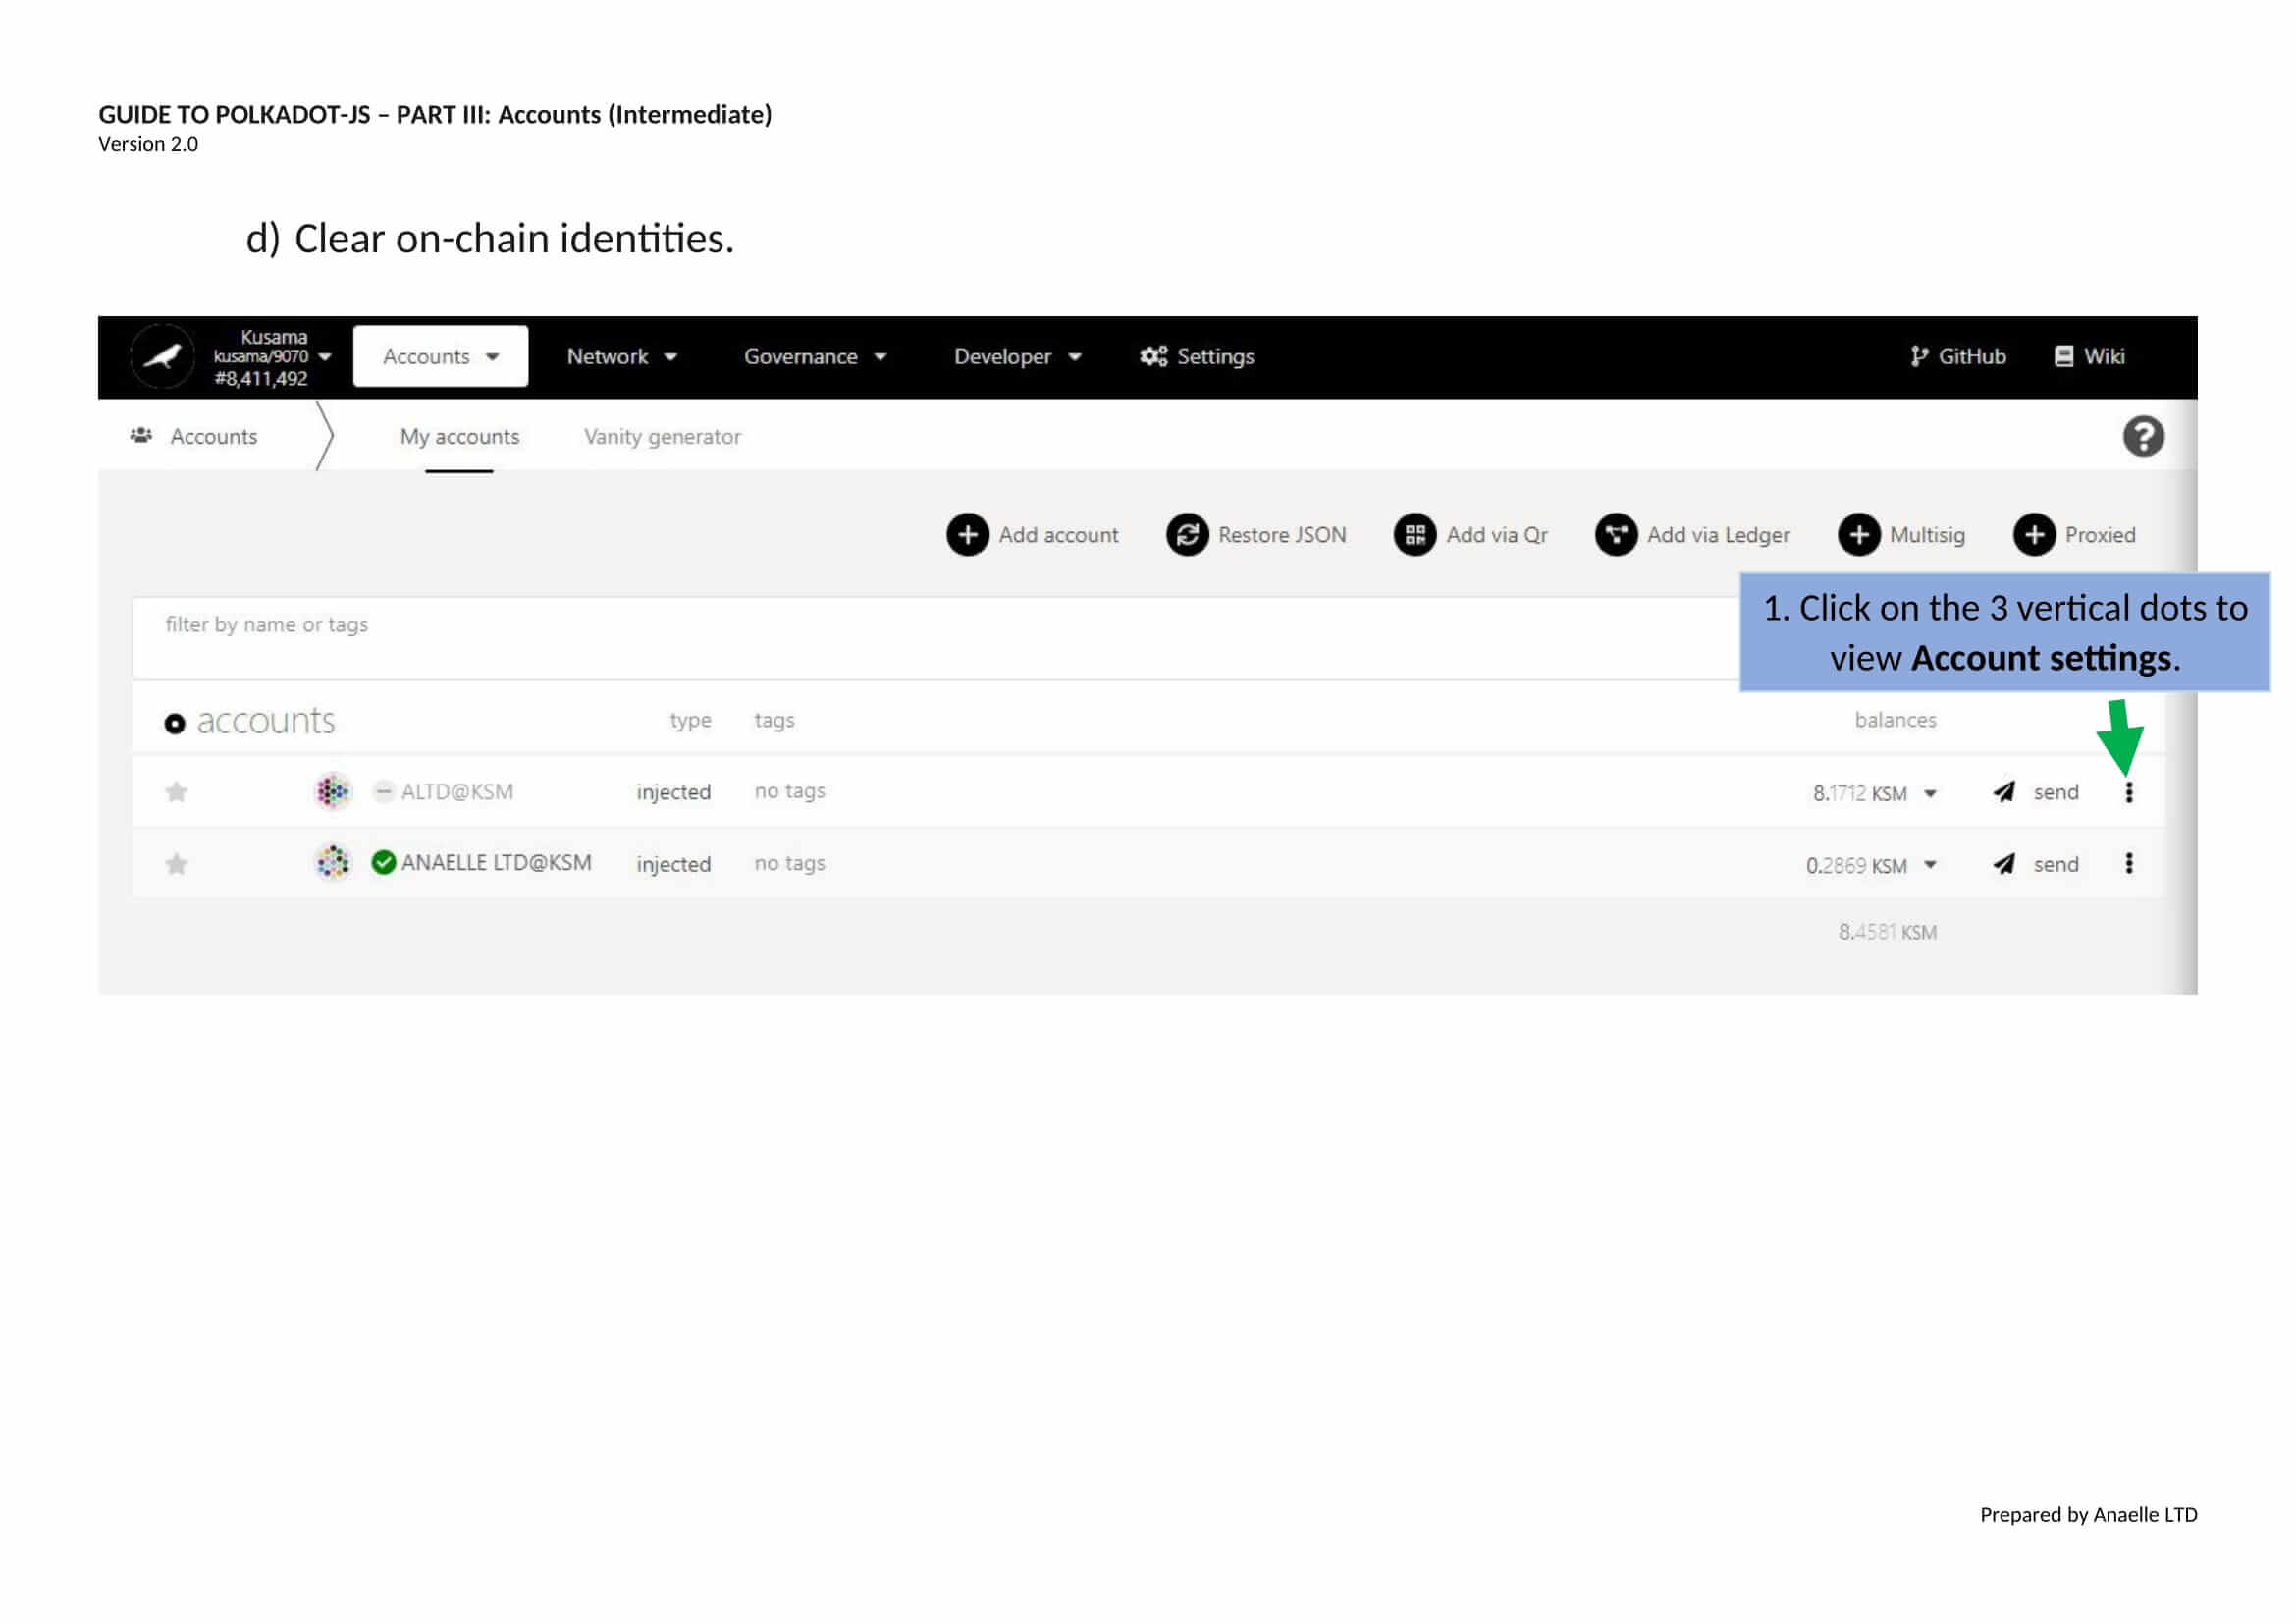 GUIDE TO POLKADOT-JS – PART III: Accounts (Intermediate)
Version 2.0
d) Clear on-chain identities.
Kusama
kusama/9070
#8,411,492
Accounts
Network
Governance
Developer
Settings
GitHub
Wiki
Accounts
My accounts
Vanity generator
Add account
Restore JSON
Add via Qr
Add via Ledger
Multisig
Proxied
filter by name or tags
1. Click on the 3 vertical dots to
view Account settings.
accounts
type
tags
balances
ALTD@KSM
injected
no tags
8.1712 KSM
send
ANAELLE LTD@KSM
injected
no tags
0.2869 KSM
send
8.4581 KSM
Prepared by Anaelle LTD